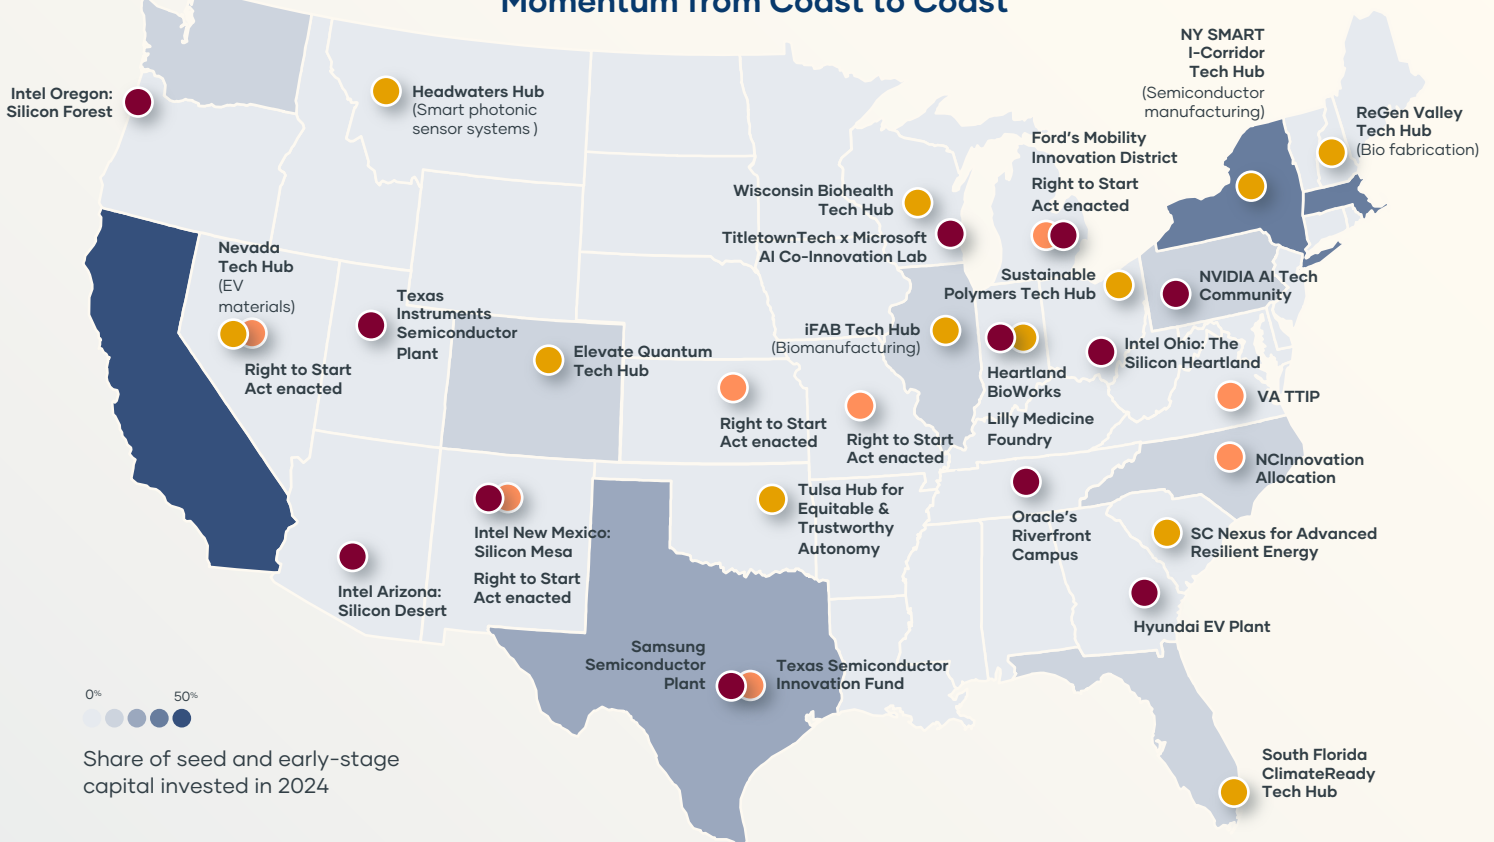 Momentum from Coast to Coast
NY SMART
I-Corridor
Tech Hub
(Semiconductor
manufacturing)
Intel Oregon:
Silicon Forest
Headwaters Hub
(Smart photonic
sensor systems )
ReGen Valley
Tech Hub
(Bio fabrication)
Ford's Mobility
Innovation District
Right to Start
Act enacted
Wisconsin Biohealth
Tech Hub
TitletownTech x Microsoft
AI Co-Innovation Lab
Nevada
Tech Hub
(EV
materials)
Right to Start
Act enacted
Texas
Instruments
Semiconductor
Plant
Sustainable
Polymers Tech Hub
NVIDIA AI Tech
Community
iFAB Tech Hub
(Biomanufacturing)
Elevate Quantum
Tech Hub
Intel Ohio: The
Silicon Heartland
Heartland
BioWorks
Lilly Medicine
Foundry
VA TTIP
Right to Start
Act enacted
Right to Start
Act enacted
NCInnovation
Allocation
Tulsa Hub for
Equitable &
Trustworthy
Autonomy
Oracle's
Riverfront
Campus
Intel New Mexico:
Silicon Mesa
Right to Start
Act enacted
SC Nexus for Advanced
Resilient Energy
Intel Arizona:
Silicon Desert
Hyundai EV Plant
Samsung
Semiconductor
Plant
Texas Semiconductor
Innovation Fund
0%
50%
Share of seed and early-stage
capital invested in 2024
South Florida
ClimateReady
Tech Hub